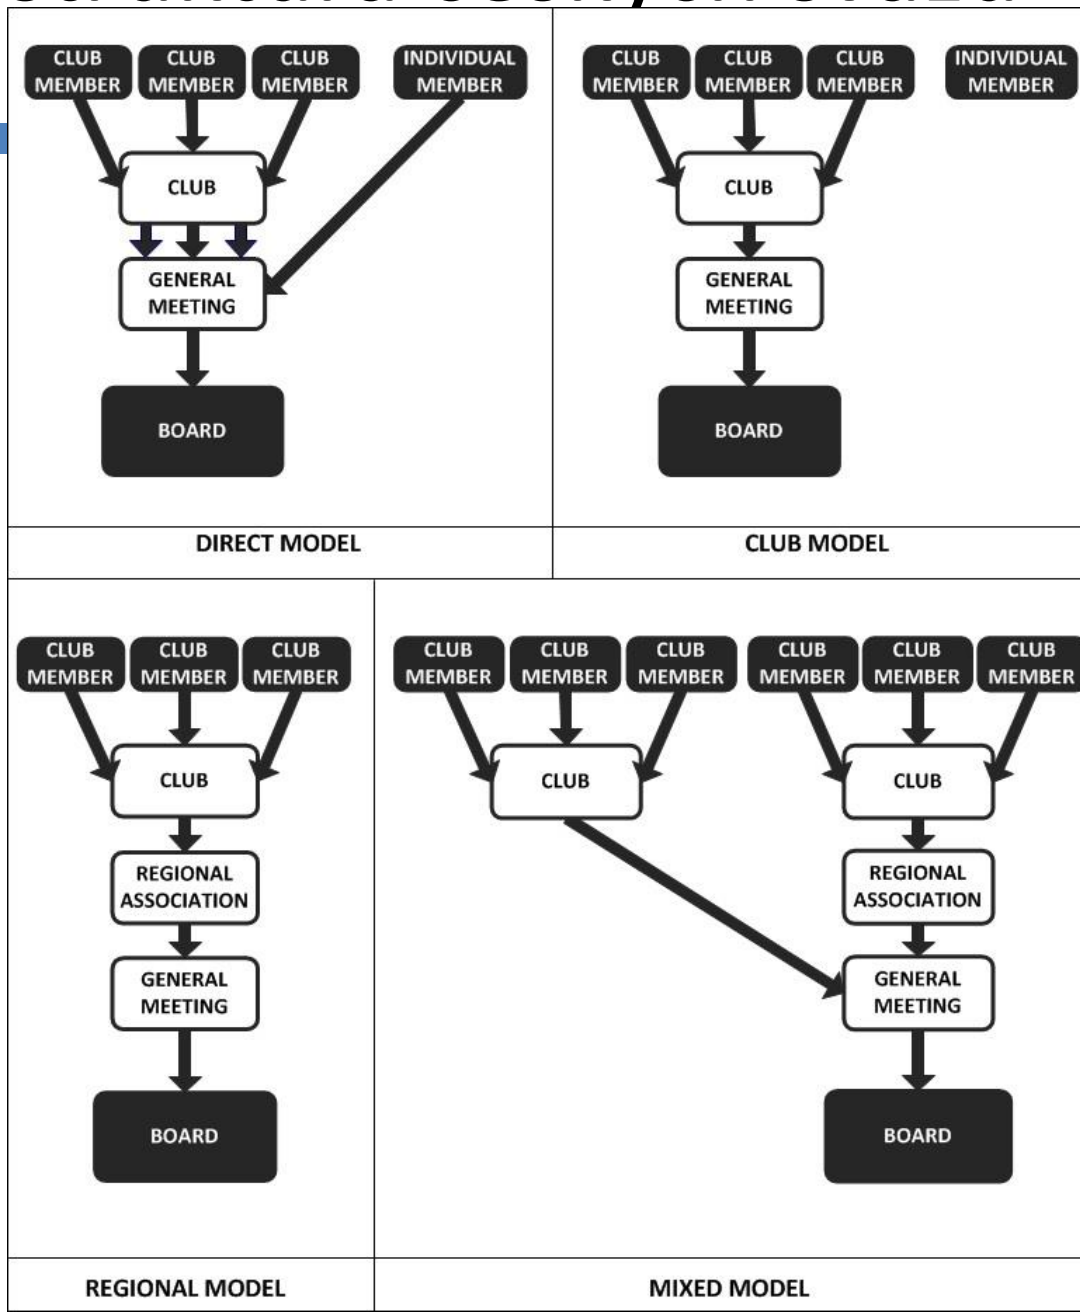 CLUB
MEMBER
CLUB
MEMBER
CLUB
MEMBER
INDIVIDUAL
MEMBER
CLUB
GENERAL
MEETING
BOARD
DIRECT MODEL
CLUB
MEMBER
CLUB
MEMBER
CLUB
MEMBER
INDIVIDUAL
MEMBER
CLUB
GENERAL
MEETING
BOARD
CLUB MODEL
CLUB
MEMBER
CLUB
MEMBER
CLUB
MEMBER
CLUB
REGIONAL
ASSOCIATION
GENERAL
MEETING
BOARD
REGIONAL MODEL
CLUB
MEMBER
CLUB
MEMBER
CLUB
MEMBER
CLUB
CLUB
MEMBER
CLUB
MEMBER
CLUB
MEMBER
CLUB
REGIONAL
ASSOCIATION
GENERAL
MEETING
BOARD
MIXED MODEL